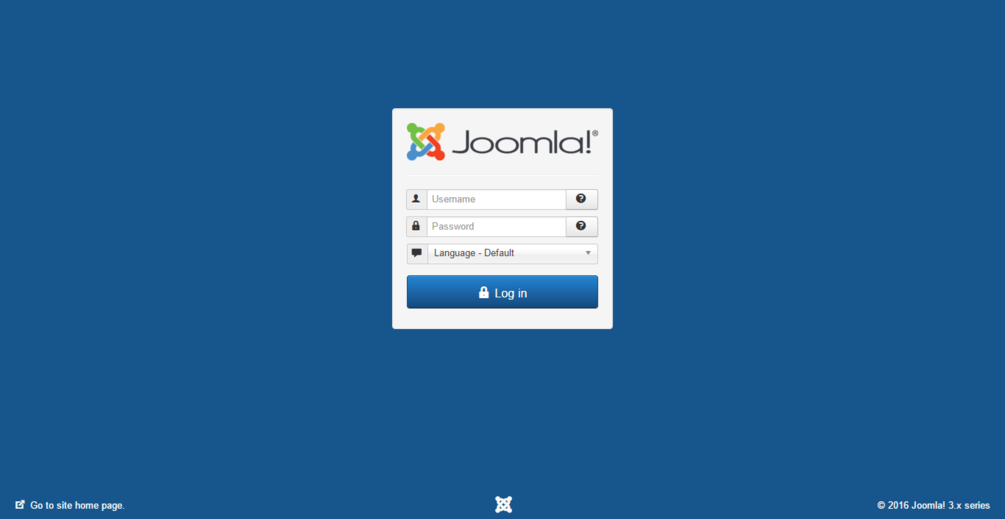 Joomla!®
Username
Password
Language - Default
Log in
Go to site home page.
© 2016 Joomla! 3.x series